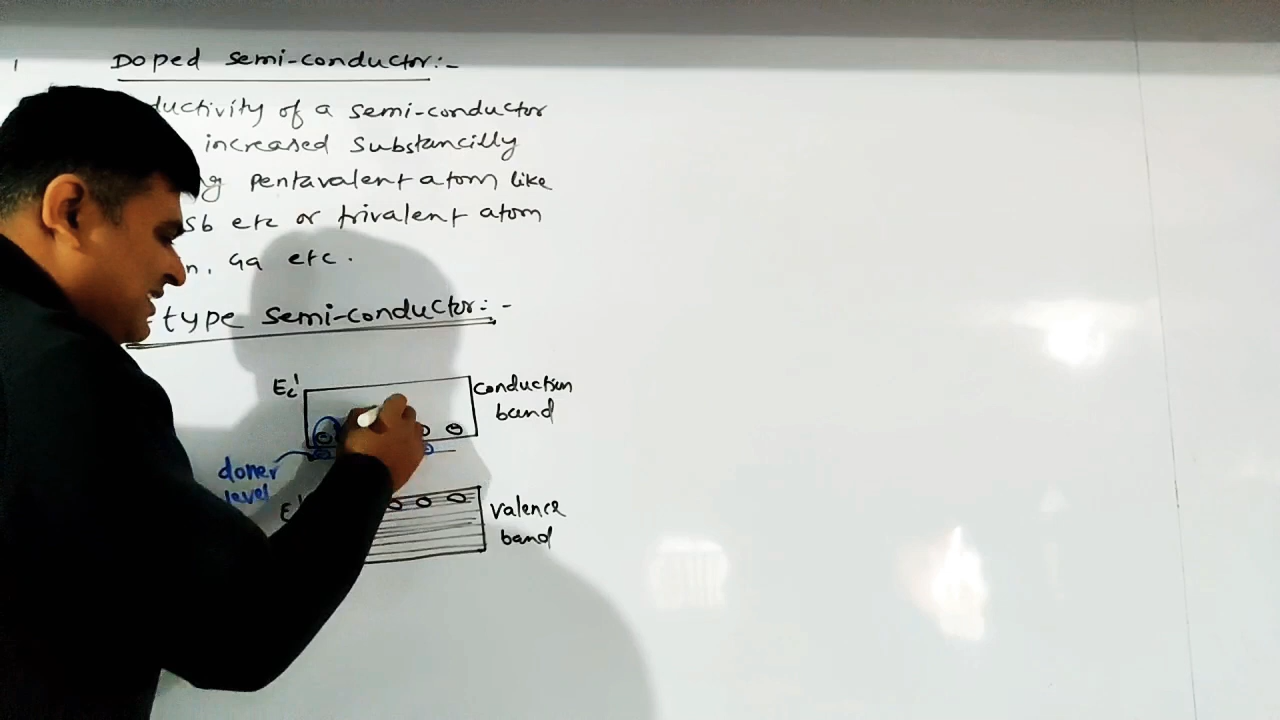 Doped semi-conductor:-
ductivity of a semi-conductor
increased substancilly
g pentavalent atom like
sb etc or trivalent atom
n, Ga etc.
type semi-conductor:-
Ec'
conduction
band
doner
level
E
valence
band